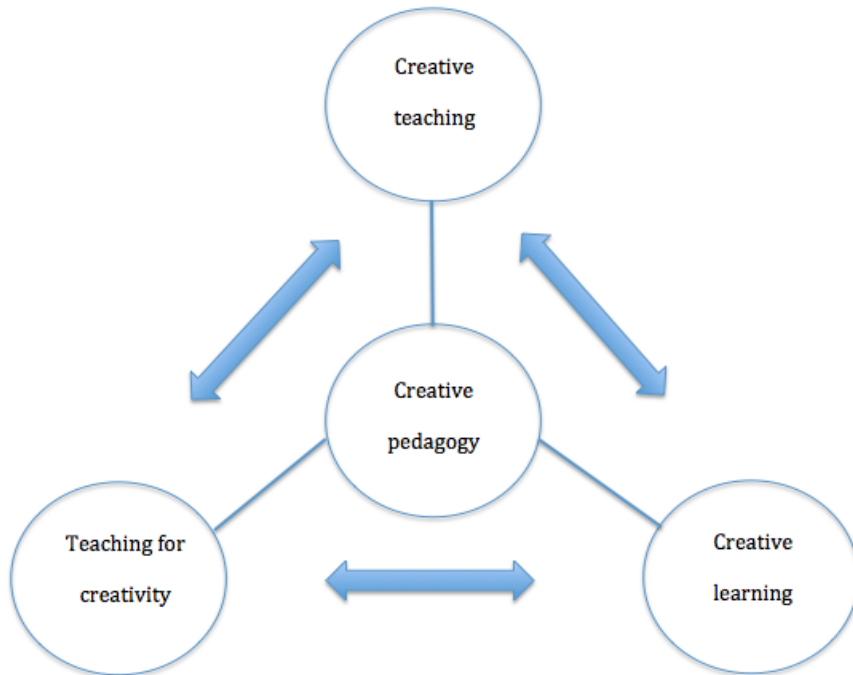 Creative
teaching
Creative
pedagogy
Teaching for
creativity
Creative
learning